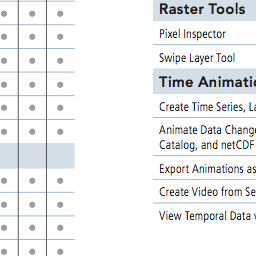 Raster Tools
Pixel Inspector
Swipe Layer Tool
Time Animati
Create Time Series, La
Animate Data Change
Catalog, and netCDF
Export Animations as
Create Video from Se
View Temporal Data v